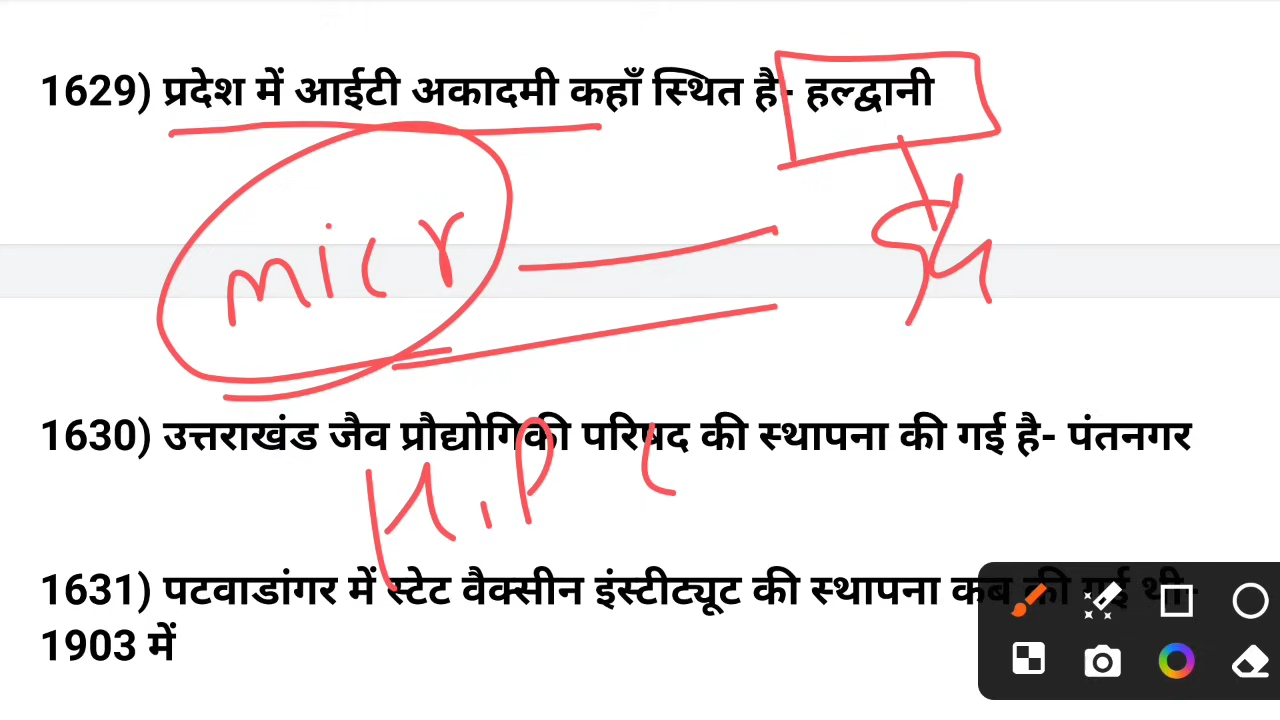 1629) प्रदेश में आईटी अकादमी कहाँ स्थित है- हल्द्वानी
micr
1630) उत्तराखंड जैव प्रौद्योगिकी परिषद की स्थापना की गई है- पंतनगर
1631) पटवाडांगर में स्टेट वैक्सीन इंस्टीट्यूट की स्थापना कब की गई थी-
1903 में